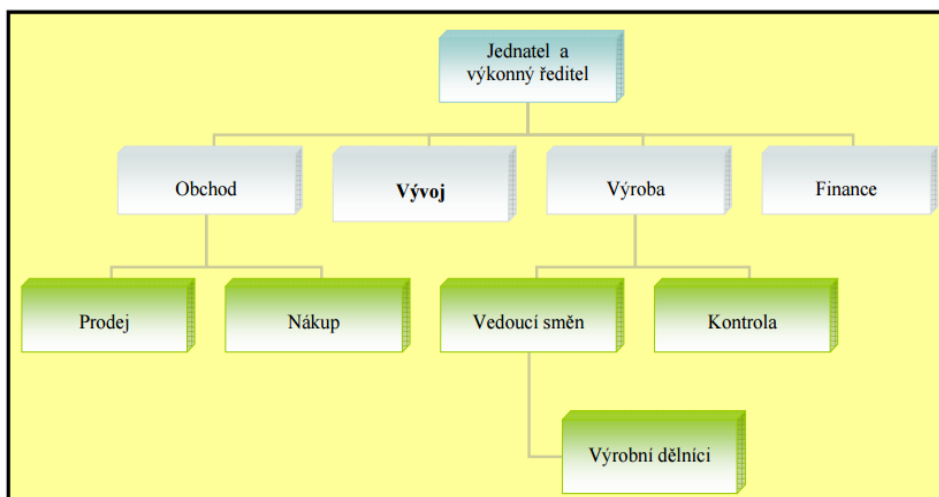 Jednatel a
výkonný ředitel
Obchod
Vývoj
Výroba
Finance
Prodej
Nákup
Vedoucí směn
Kontrola
Výrobní dělníci